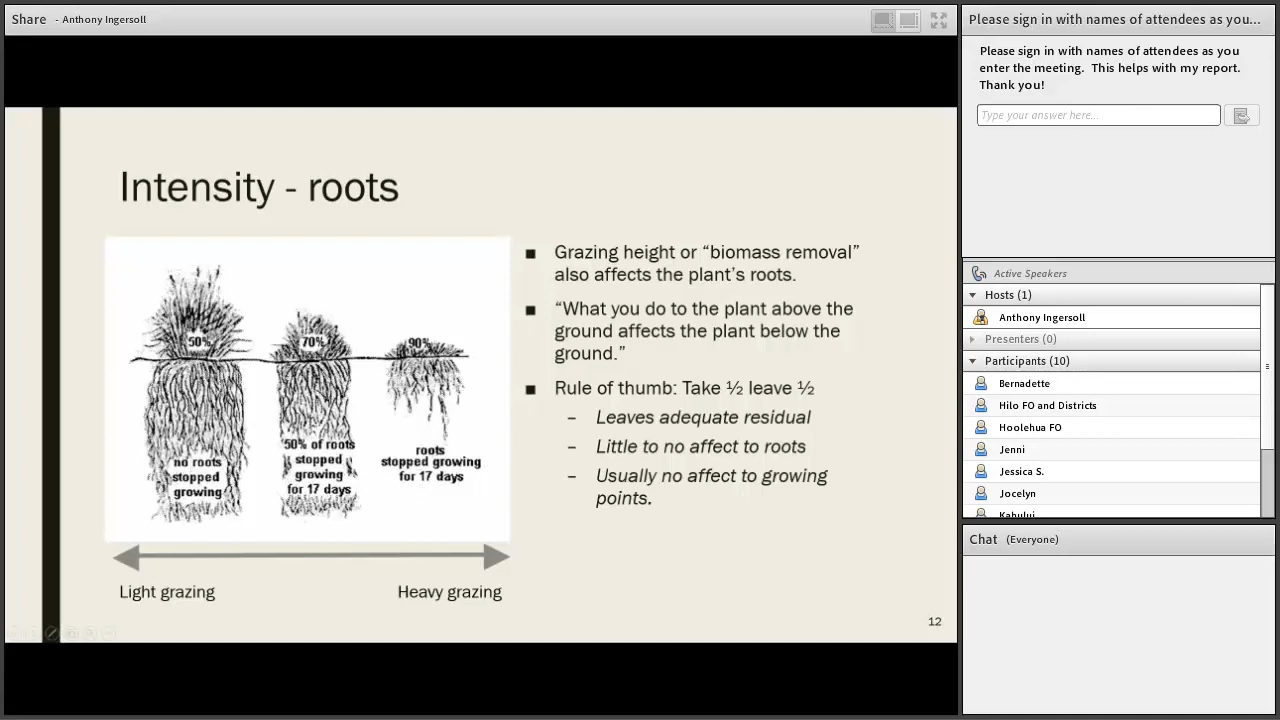 Share - Anthony Ingersoll
Intensity - roots
50%
70%
90%
no roots
stopped
growing
50% of roots
stopped
growing
for 17 days
roots
stopped growing
for 17 days
Light grazing
Heavy grazing
■ Grazing height or “biomass removal”
also affects the plant’s roots.
■ “What you do to the plant above the
ground affects the plant below the
ground.”
■ Rule of thumb: Take ½ leave ½
– Leaves adequate residual
– Little to no affect to roots
– Usually no affect to growing
points.
12
Please sign in with names of attendees as you...
Please sign in with names of attendees as you
enter the meeting. This helps with my report.
Thank you!
Type your answer here...
Active Speakers
Hosts (1)
Anthony Ingersoll
Presenters (0)
Participants (10)
Bernadette
Hilo FO and Districts
Hoolehua FO
Jenni
Jessica S.
Jocelyn
Kahului
Chat (Everyone)